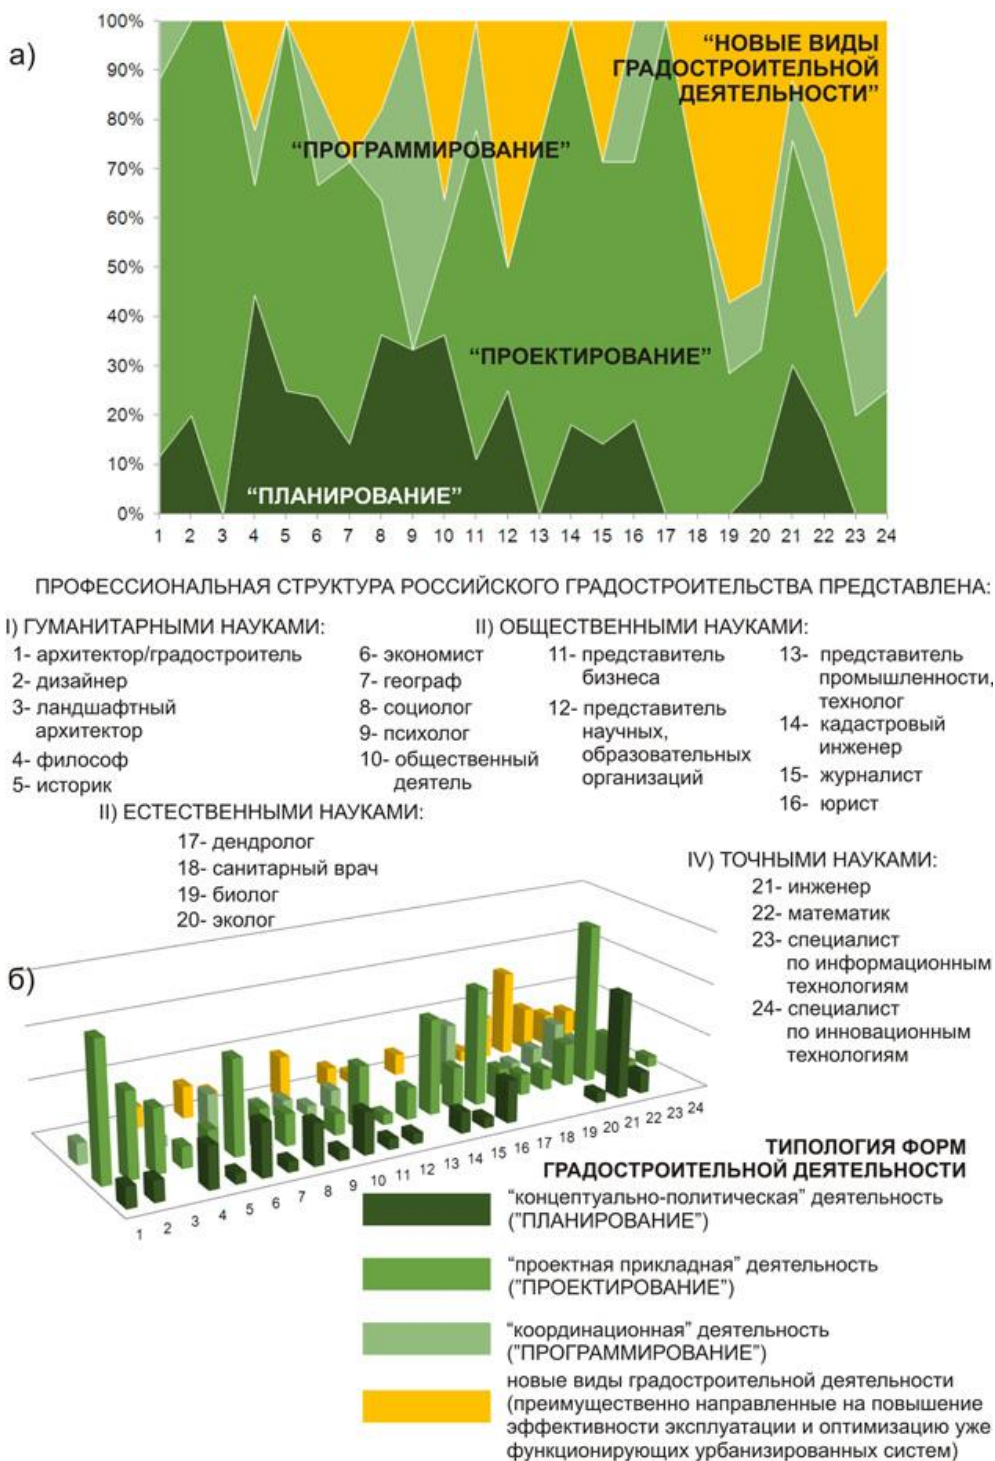 а)
100%
90%
80%
70%
60%
50%
40%
30%
20%
10%
0%
“НОВЫЕ ВИДЫ
ГРАДОСТРОИТЕЛЬНОЙ
ДЕЯТЕЛЬНОСТИ”
“ПРОГРАММИРОВАНИЕ”
“ПРОЕКТИРОВАНИЕ”
“ПЛАНИРОВАНИЕ”
1 2 3 4 5 6 7 8 9 10 11 12 13 14 15 16 17 18 19 20 21 22 23 24
ПРОФЕССИОНАЛЬНАЯ СТРУКТУРА РОССИЙСКОГО ГРАДОСТРОИТЕЛЬСТВА ПРЕДСТАВЛЕНА:
I) ГУМАНИТАРНЫМИ НАУКАМИ:
1- архитектор/градостроитель
2- дизайнер
3- ландшафтный
архитектор
4- философ
5- историк
II) ОБЩЕСТВЕННЫМИ НАУКАМИ:
6- экономист
7- географ
8- социолог
9- психолог
10- общественный
деятель
11- представитель
бизнеса
12- представитель
научных,
образовательных
организаций
13- представитель
промышленности,
технолог
14- кадастровый
инженер
15- журналист
16- юрист
II) ЕСТЕСТВЕННЫМИ НАУКАМИ:
17- дендролог
18- санитарный врач
19- биолог
20- эколог
IV) ТОЧНЫМИ НАУКАМИ:
21- инженер
22- математик
23- специалист
по информационным
технологиям
24- специалист
по инновационным
технологиям
б)
1 2 3 4 5 6 7 8 9 10 11 12 13 14 15 16 17 18 19 20 21 22 23 24
ТИПОЛОГИЯ ФОРМ
ГРАДОСТРОИТЕЛЬНОЙ ДЕЯТЕЛЬНОСТИ
“концептуально-политическая” деятельность
(”ПЛАНИРОВАНИЕ”)
“проектная прикладная” деятельность
(”ПРОЕКТИРОВАНИЕ”)
“координационная” деятельность
(”ПРОГРАММИРОВАНИЕ”)
новые виды градостроительной деятельности
(преимущественно направленные на повышение
эффективности эксплуатации и оптимизацию уже
функционирующих урбанизированных систем)